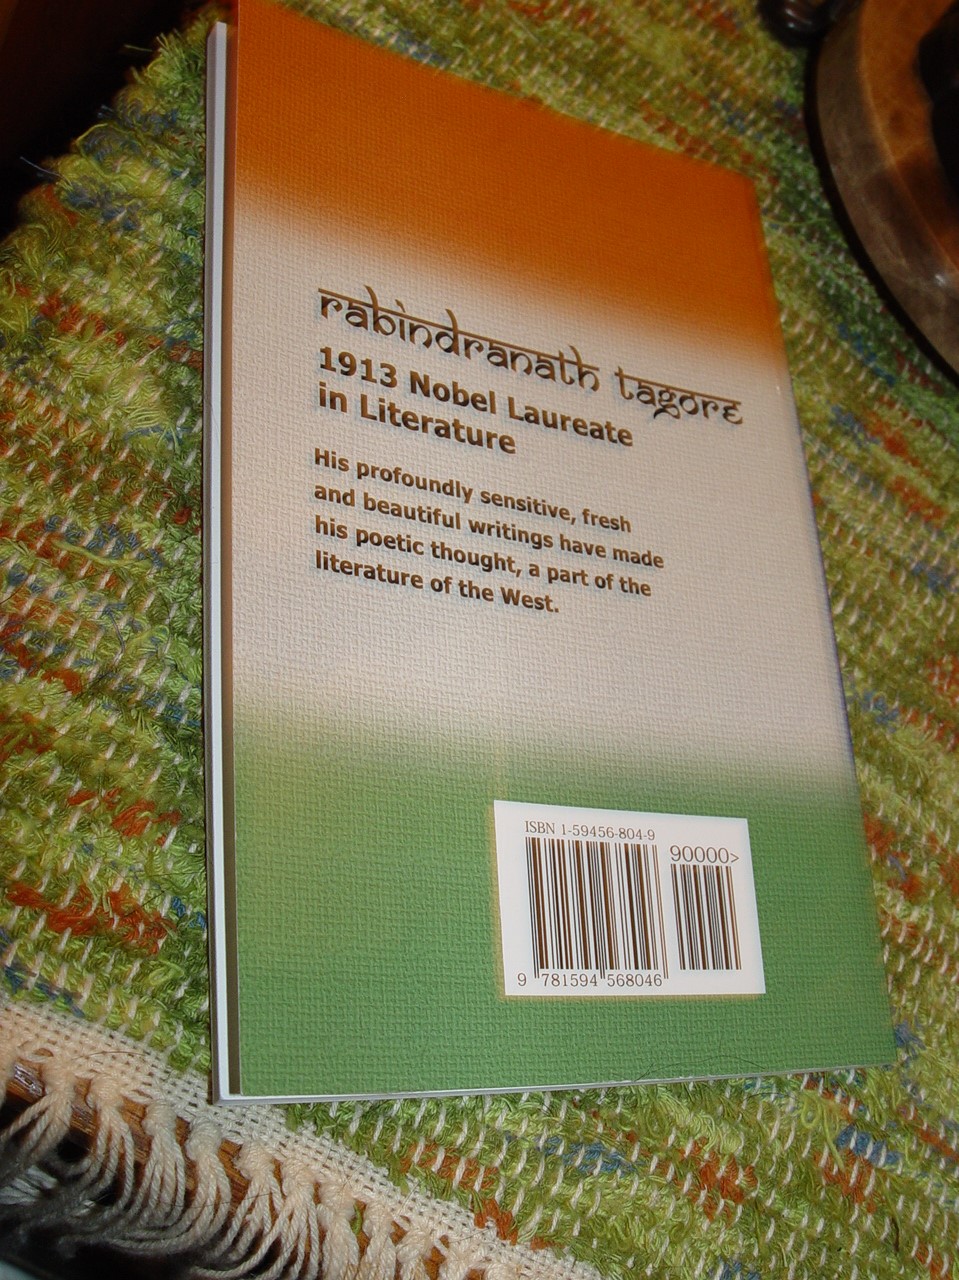 rabindranath tagore
1913 Nobel Laureate
in Literature
His profoundly sensitive, fresh
and beautiful writings have made
his poetic thought, a part of the
literature of the West.
ISBN 1-59456-804-9
90000>
9 781594 568046